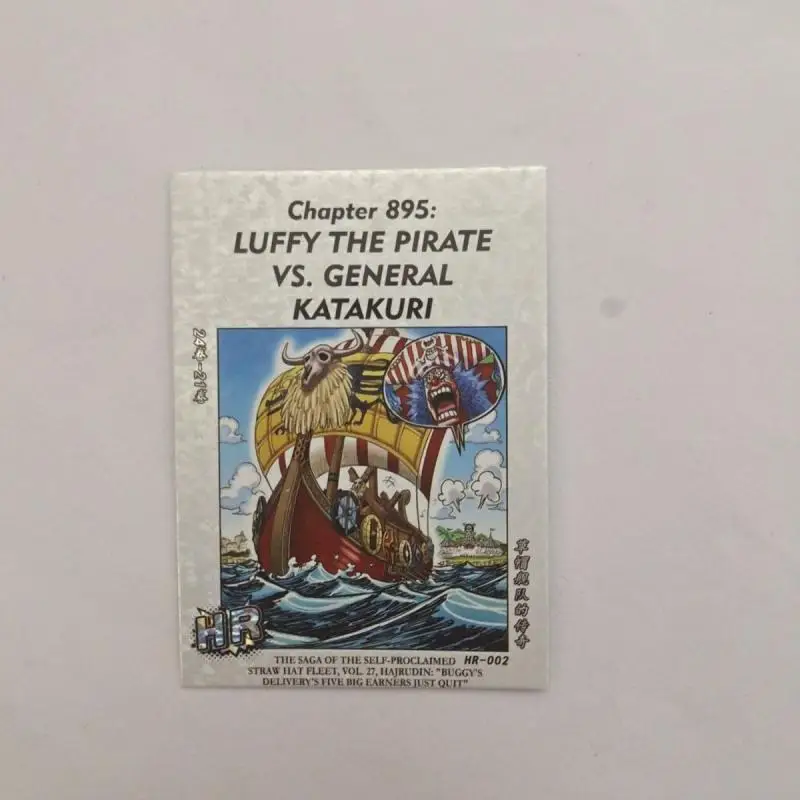 Chapter 895:
LUFFY THE PIRATE
VS. GENERAL
KATAKURI
草帽舰队的传奇
HR
HR-002
THE SAGA OF THE SELF-PROCLAIMED
STRAW HAT FLEET, VOL. 27, HAJRUDIN: "BUGGY'S
DELIVERY'S FIVE BIG EARNERS JUST QUIT"